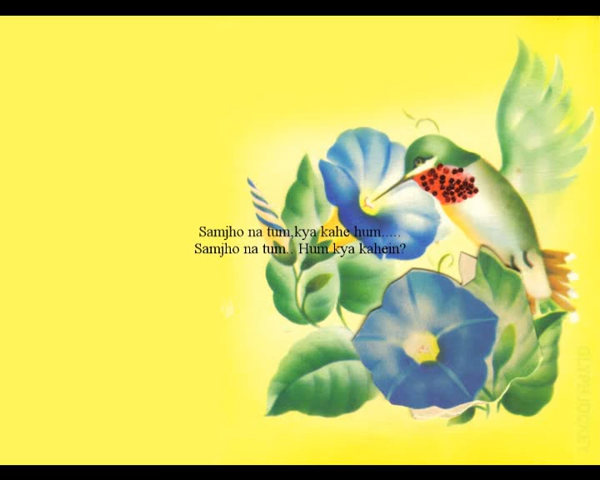 Samjho na tum,kya kahe hum.....
Samjho na tum.. Hum kya kahein?